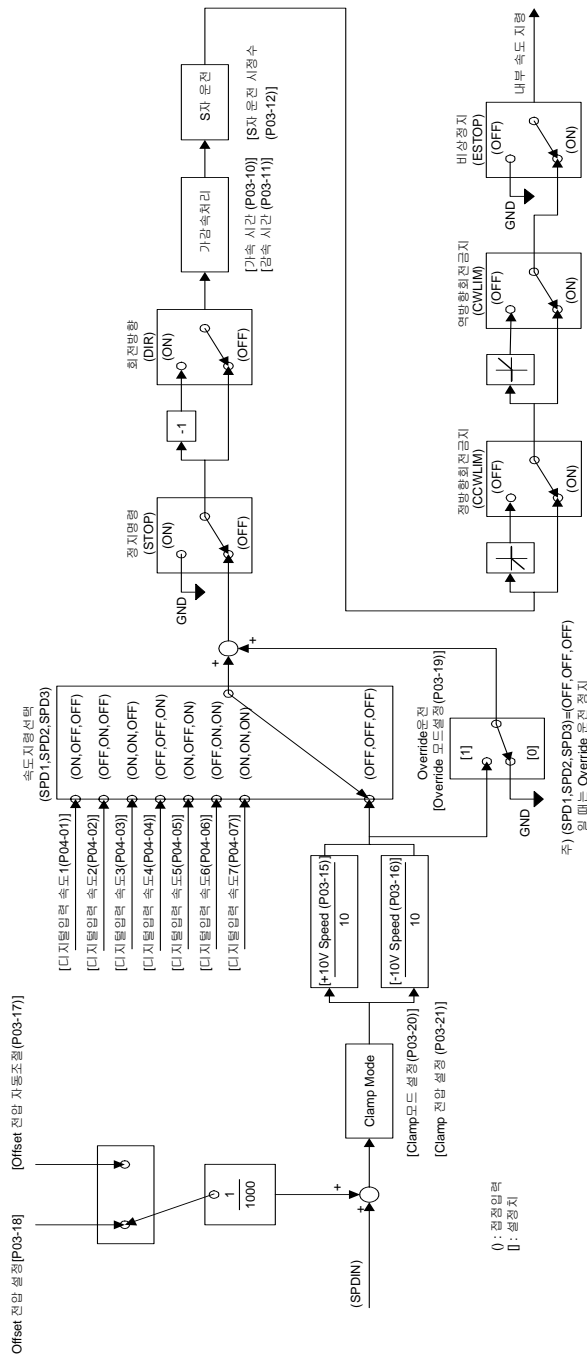 Offset 전압 설정[P03-18]
[Offset 전압 자동조절(P03-17)]
1
1000
(SPDIN)
+
+
Clamp Mode
[Clamp모드 설정(P03-20)]
[Clamp 전압 설정 (P03-21)]
[+10V Speed (P03-15)]
10
[-10V Speed (P03-16)]
10
속도지령선택
(SPD1,SPD2,SPD3)
[디지털입력 속도1(P04-01)]
(ON,OFF,OFF)
[디지털입력 속도2(P04-02)]
(OFF,ON,OFF)
[디지털입력 속도3(P04-03)]
(ON,ON,OFF)
[디지털입력 속도4(P04-04)]
(OFF,OFF,ON)
[디지털입력 속도5(P04-05)]
(ON,OFF,ON)
[디지털입력 속도6(P04-06)]
(OFF,ON,ON)
[디지털입력 속도7(P04-07)]
(ON,ON,ON)
(OFF,OFF,OFF)
Override운전
[Override 모드설정(P03-19)]
[1]
[0]
GND
주) (SPD1,SPD2,SPD3)=(OFF,OFF,OFF)
일 때는 Override 운전 정지
+
+
정지명령
(STOP)
(ON)
(OFF)
GND
-1
회전방향
(DIR)
(ON)
(OFF)
가감속처리
[가속 시간 (P03-10)]
[감속 시간 (P03-11)]
S자 운전
[S자 운전 시정수
(P03-12)]
정방향회전금지
(CCWLIM)
(OFF)
(ON)
역방향회전금지
(CWLIM)
(OFF)
(ON)
비상정지
(ESTOP)
(OFF)
(ON)
GND
내부 속도 지령
() : 접점입력
[] : 설정치